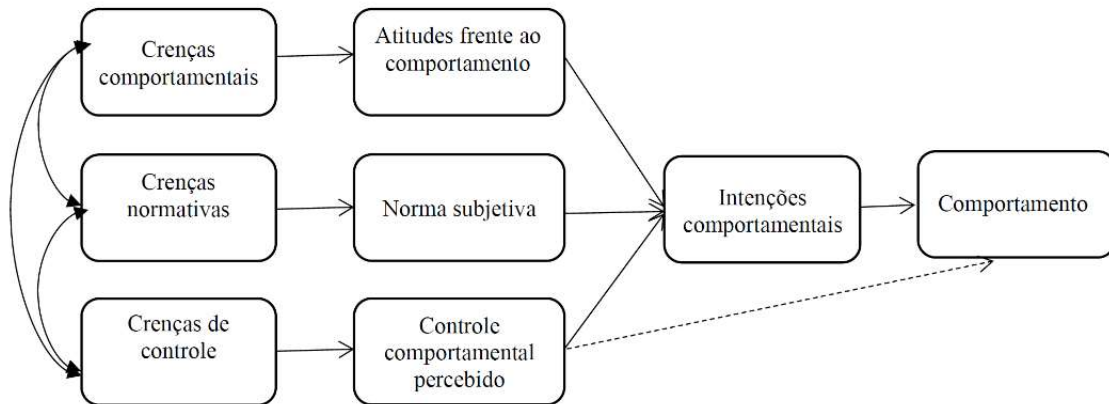 Crenças
comportamentais
Atitudes frente ao
comportamento
Crenças
normativas
Norma subjetiva
Intenções
comportamentais
Comportamento
Crenças de
controle
Controle
comportamental
percebido